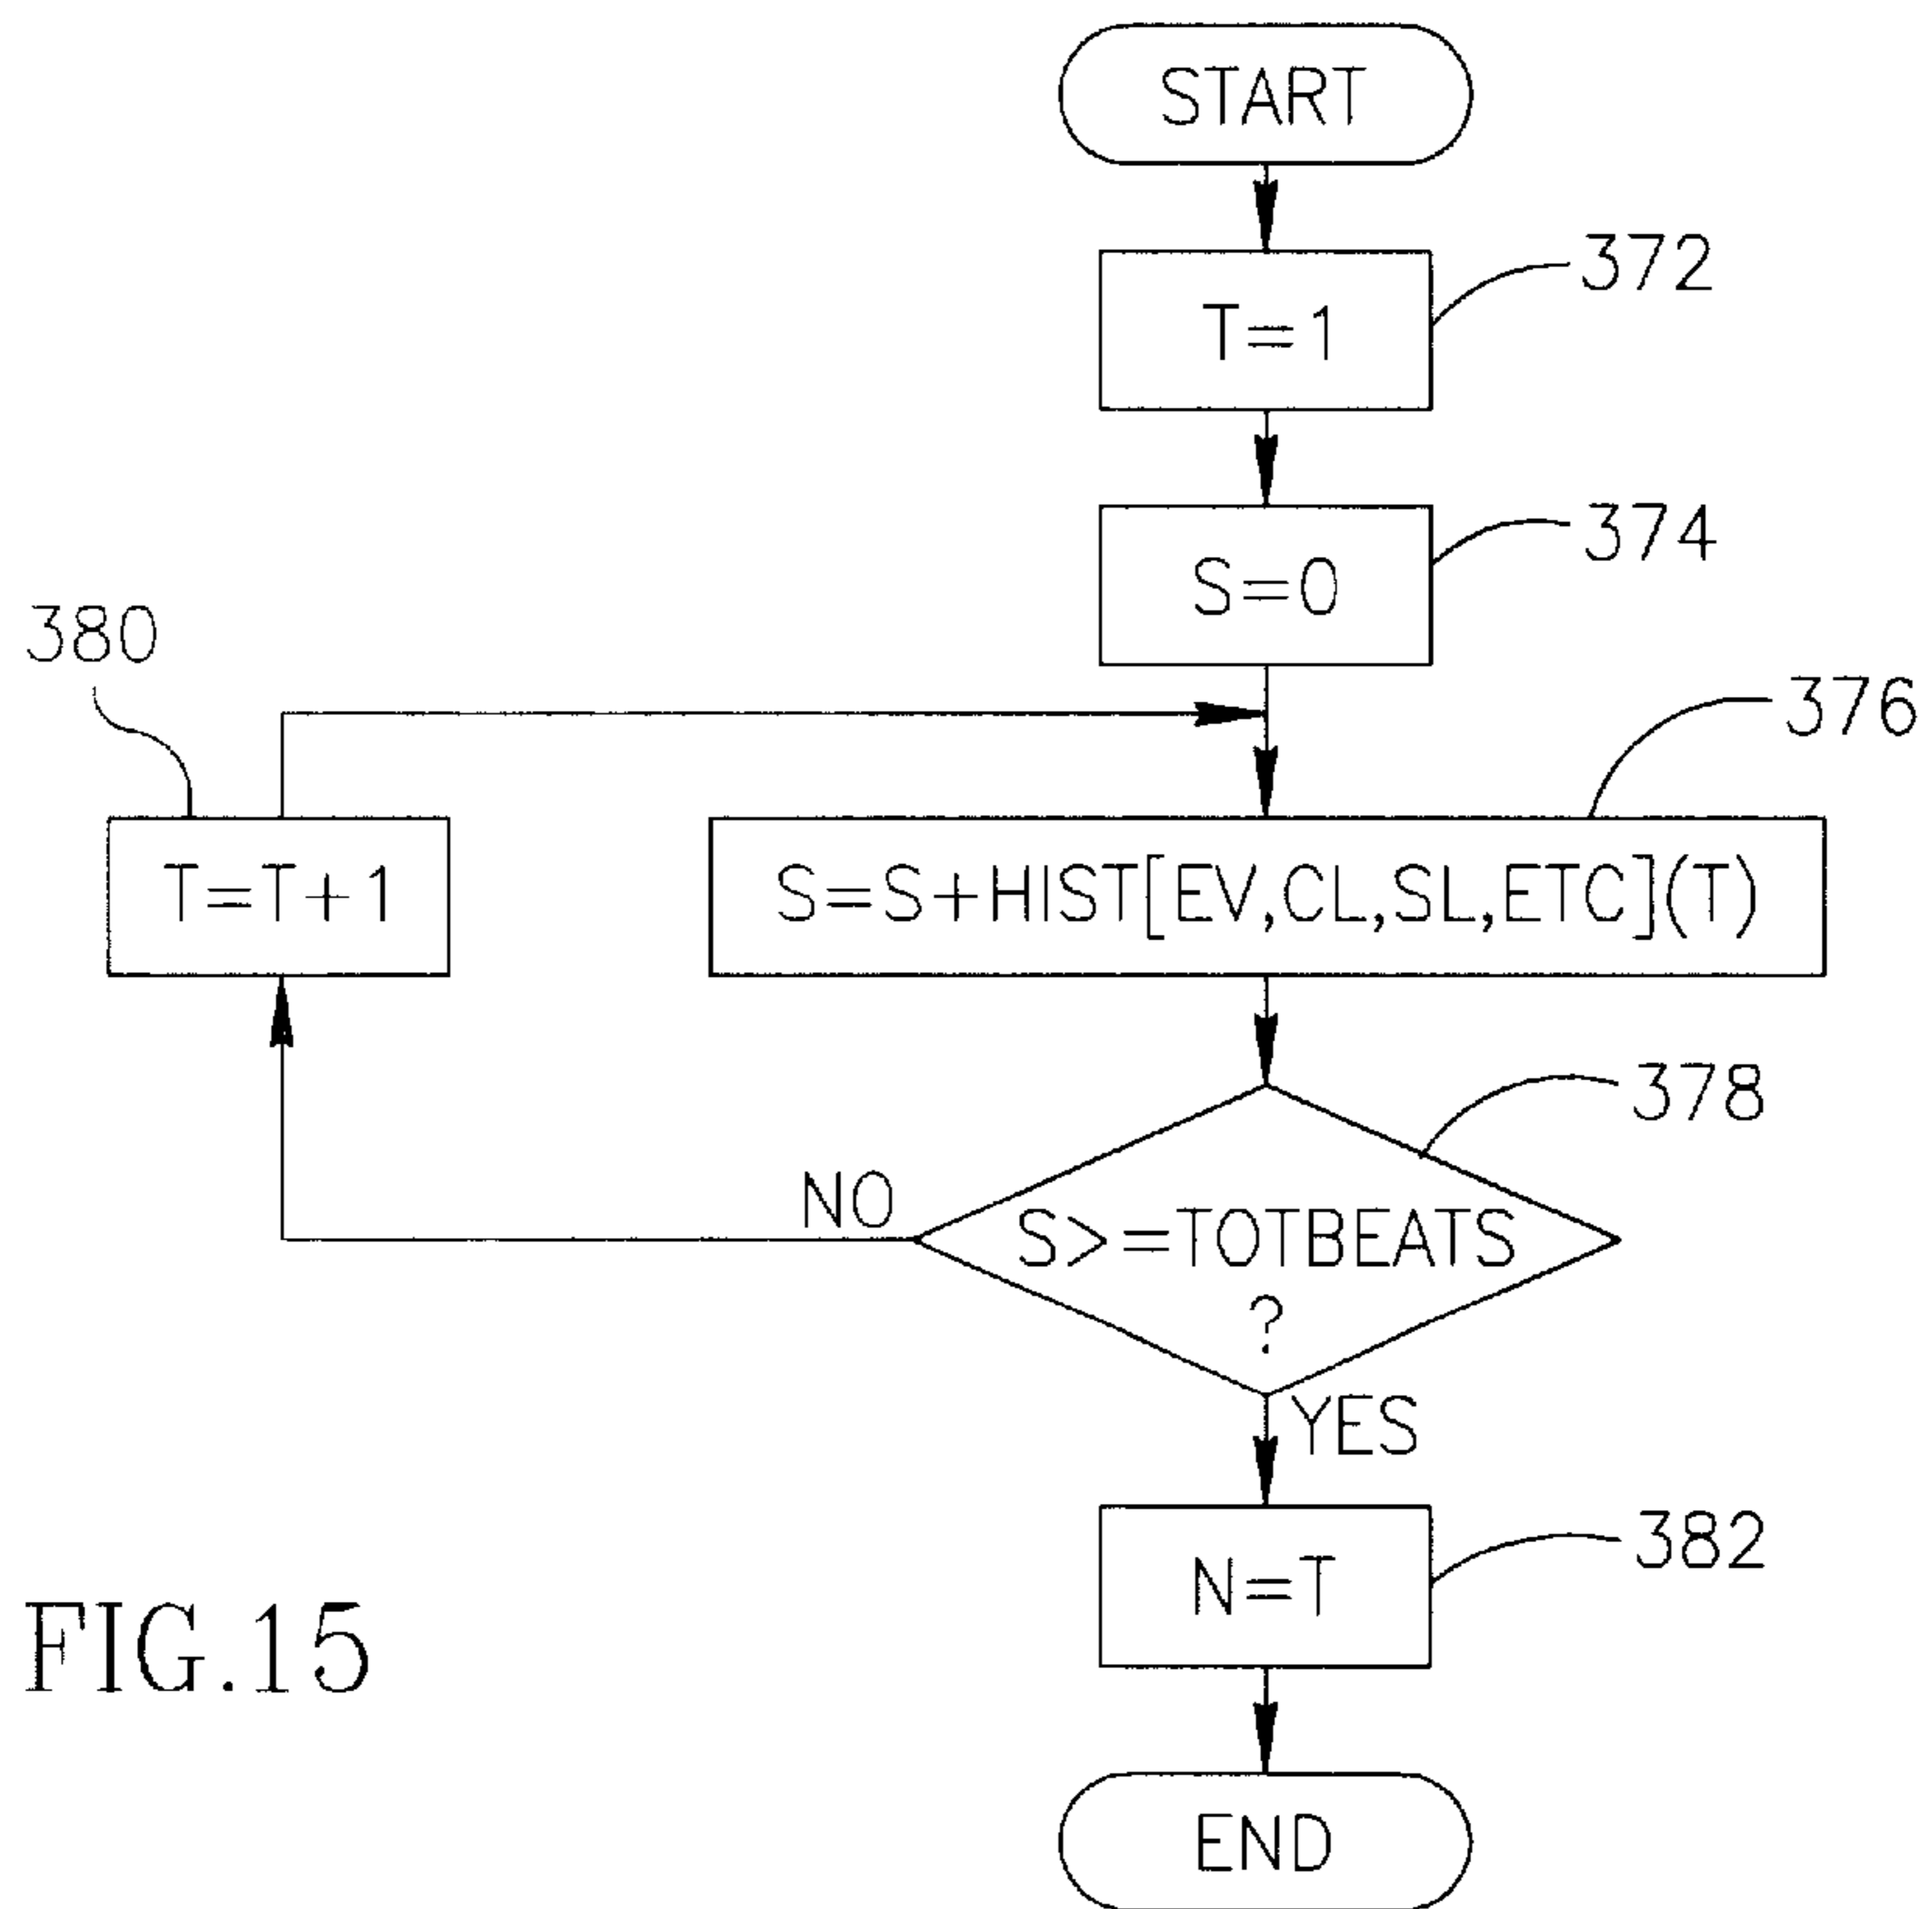 START
372
T=1
374
S=0
380
376
T=T+1
S=S+HIST[EV,CL,SL,ETC](T)
378
NO
S>=TOTBEATS
?
YES
382
N=T
FIG.15
END